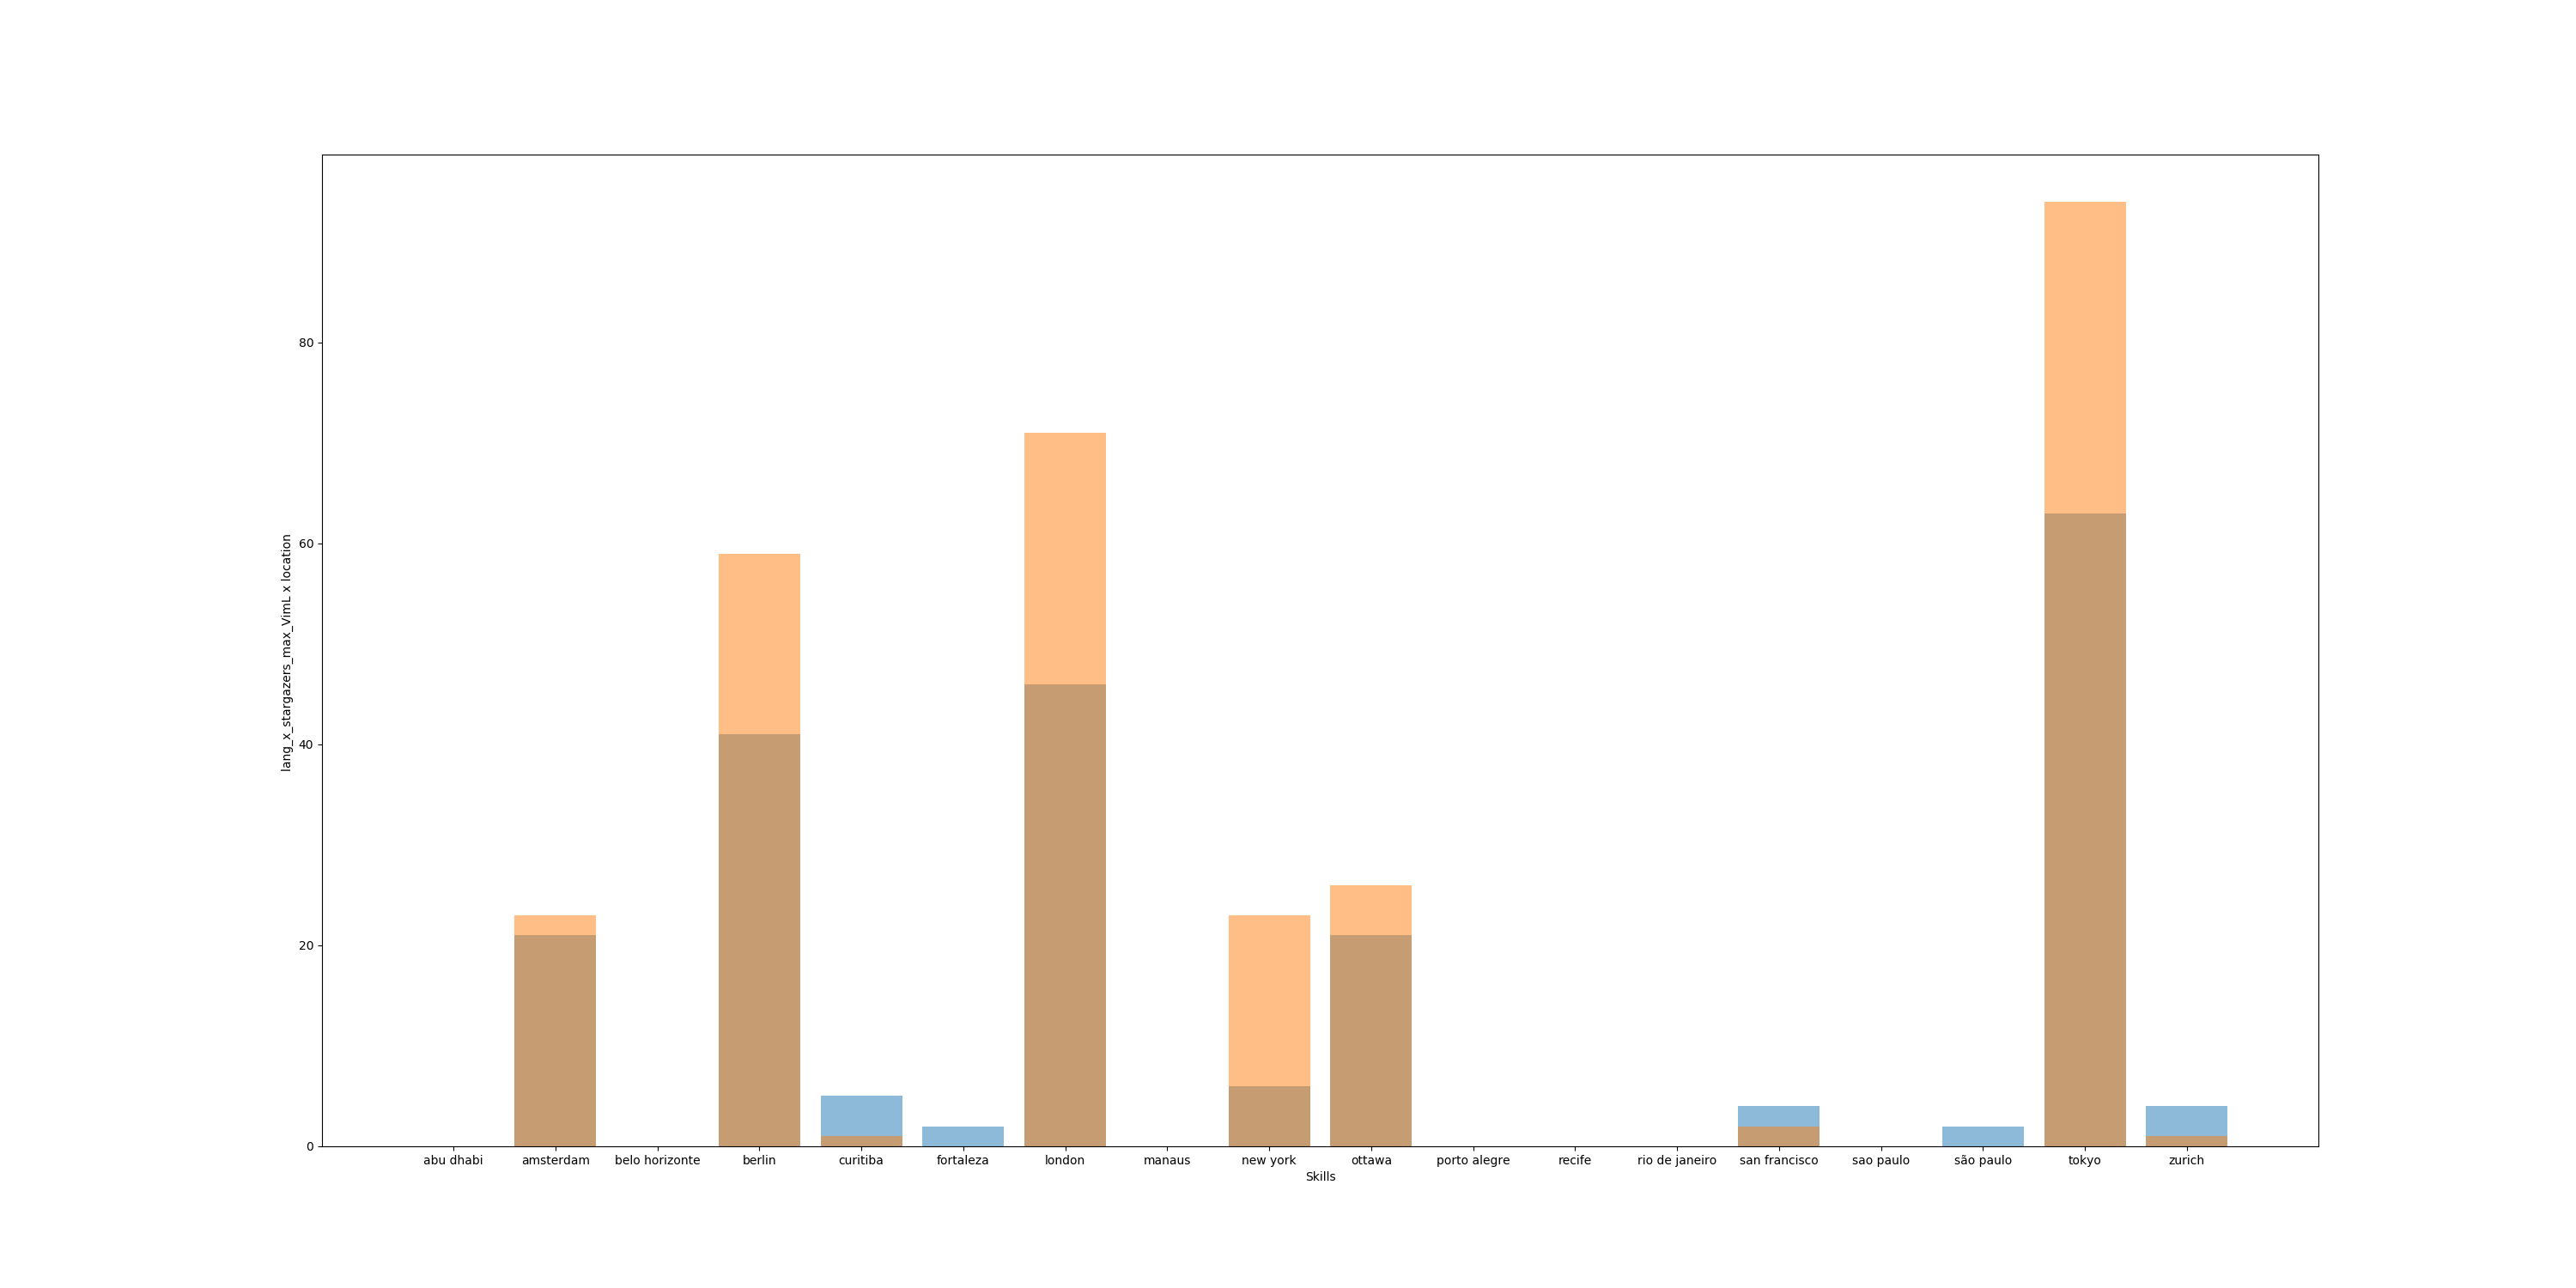 lang_x_stargazers_max_VimL x location
80
60
40
20
0
abu dhabi amsterdam belo horizonte berlin curitiba fortaleza london manaus new york ottawa porto alegre recife rio de janeiro san francisco sao paulo são paulo tokyo zurich
Skills